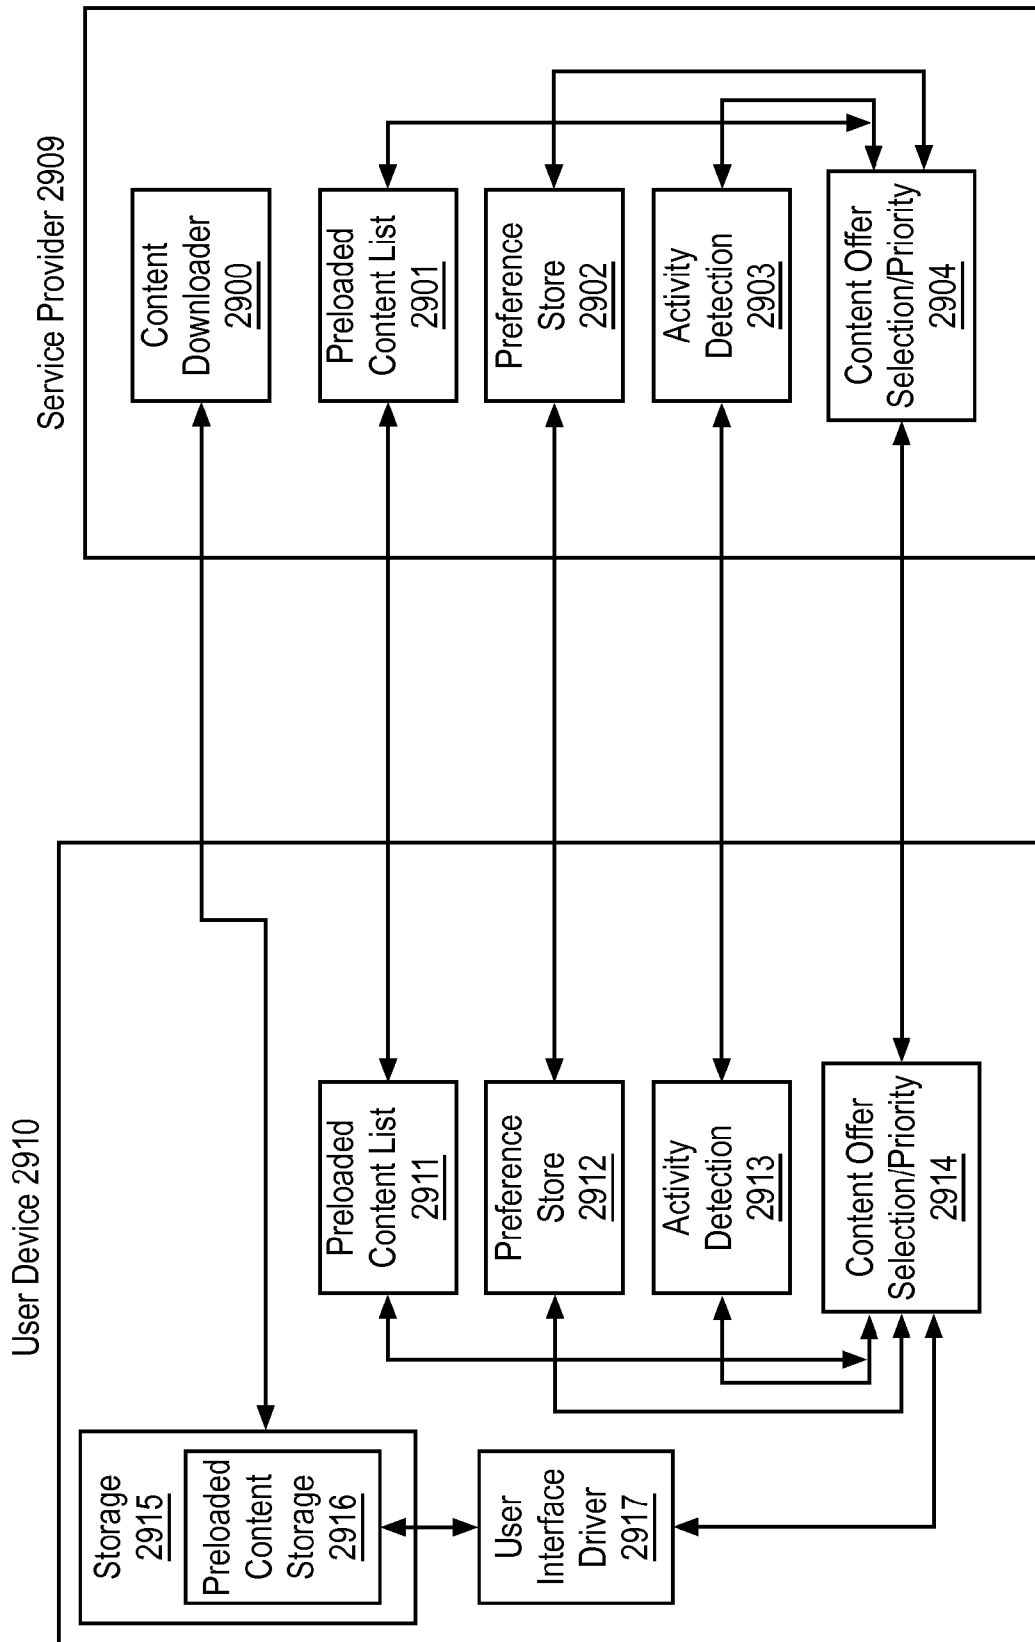 User Device 2910
Storage
2915
Preloaded
Content
Storage
2916
User
Interface
Driver
2917
Preloaded
Content List
2911
Preference
Store
2912
Activity
Detection
2913
Content Offer
Selection/Priority
2914
Service Provider 2909
Content
Downloader
2900
Preloaded
Content List
2901
Preference
Store
2902
Activity
Detection
2903
Content Offer
Selection/Priority
2904